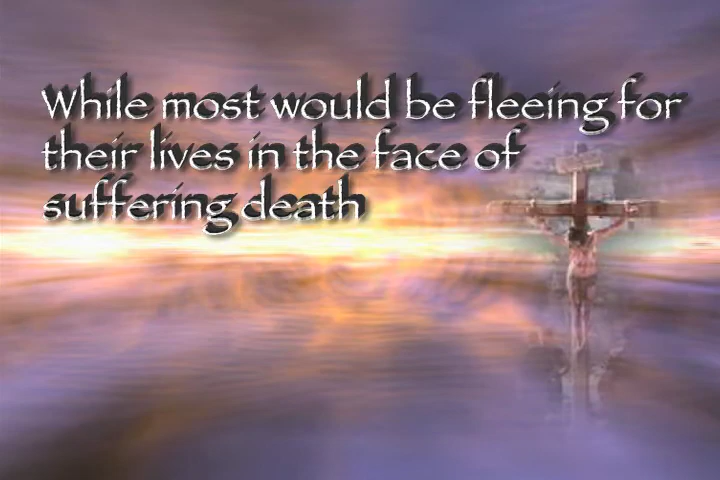 While most would be fleeing for
their lives in the face of
suffering death